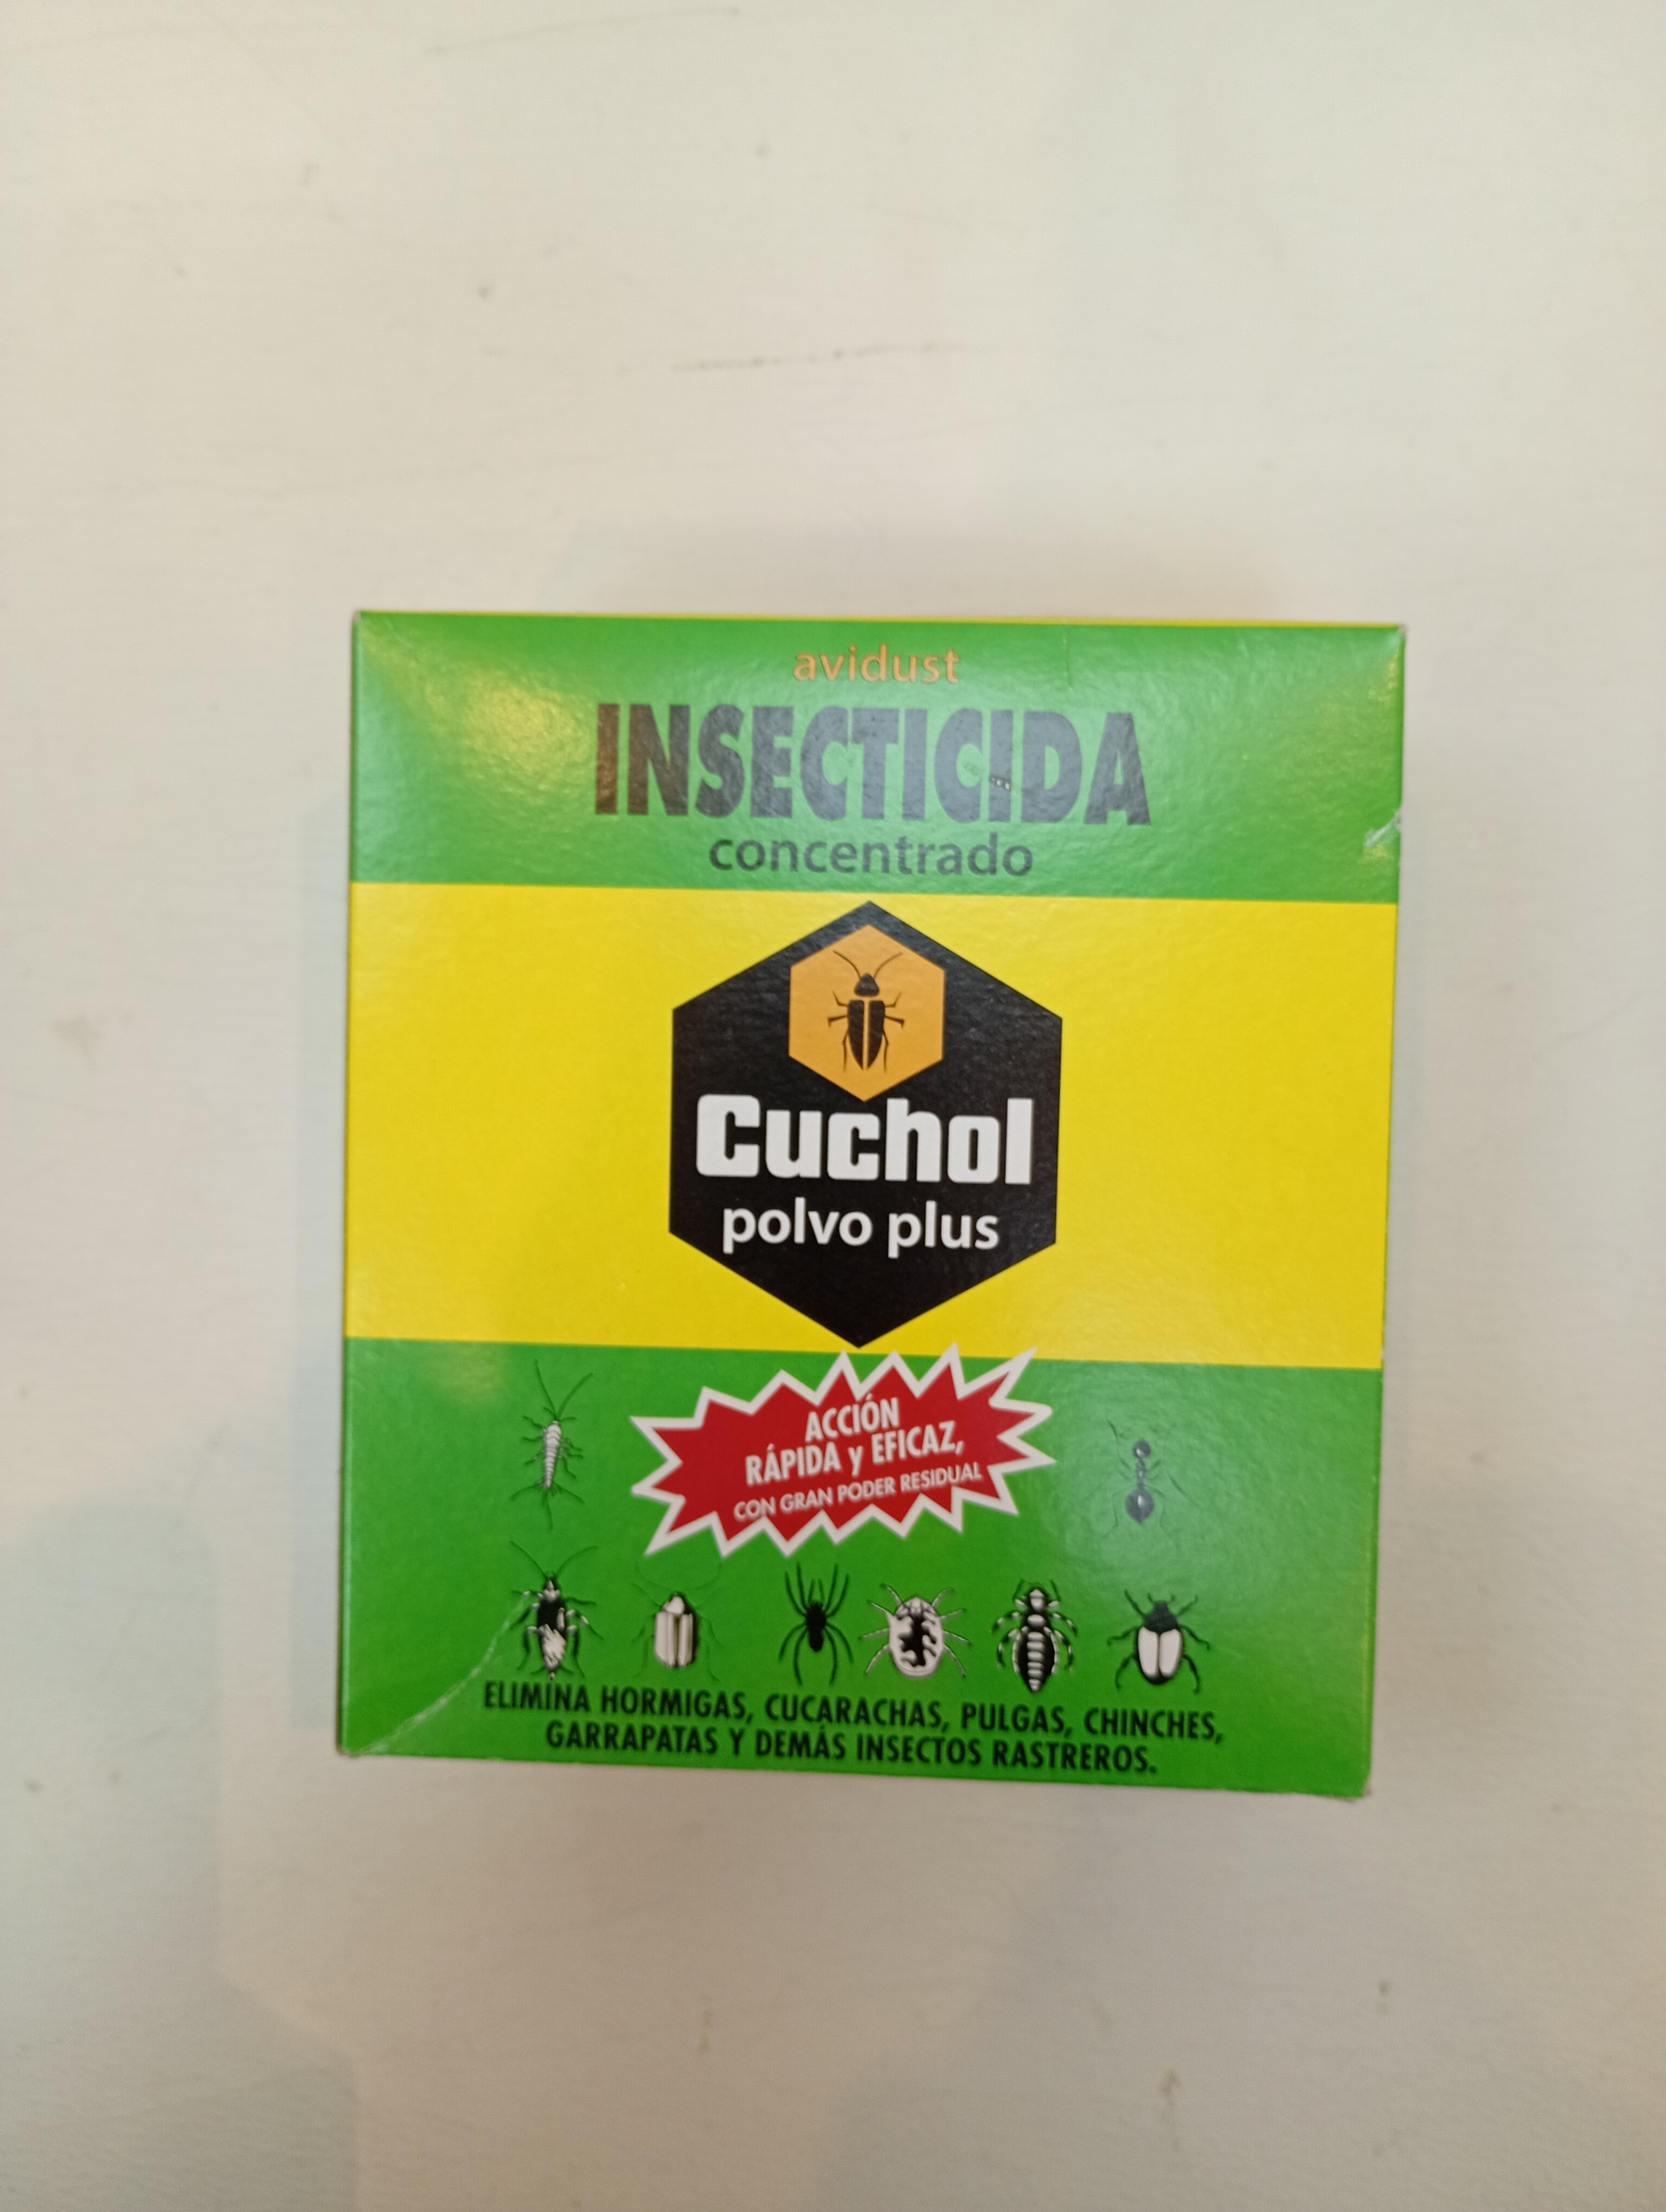 avidust
INSECTICIDA
concentrado
Cuchol
polvo plus
ACCIÓN
RÁPIDA y EFICAZ,
CON GRAN PODER RESIDUAL
ELIMINA HORMIGAS, CUCARACHAS, PULGAS, CHINCHES,
GARRAPATAS Y DEMÁS INSECTOS RASTREROS.